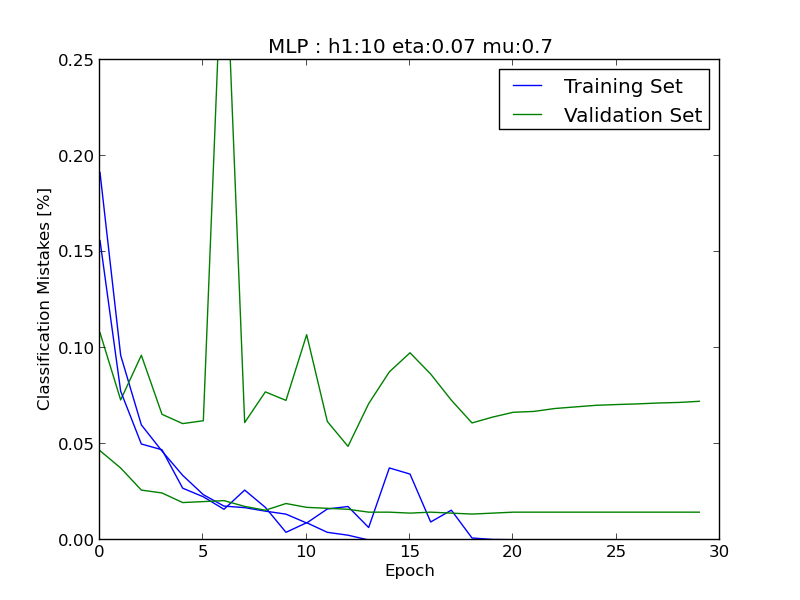 MLP : h1:10 eta:0.07 mu:0.7
Training Set
Validation Set
Classification Mistakes [%]
0.25
0.20
0.15
0.10
0.05
0.00
0 5 10 15 20 25 30
Epoch